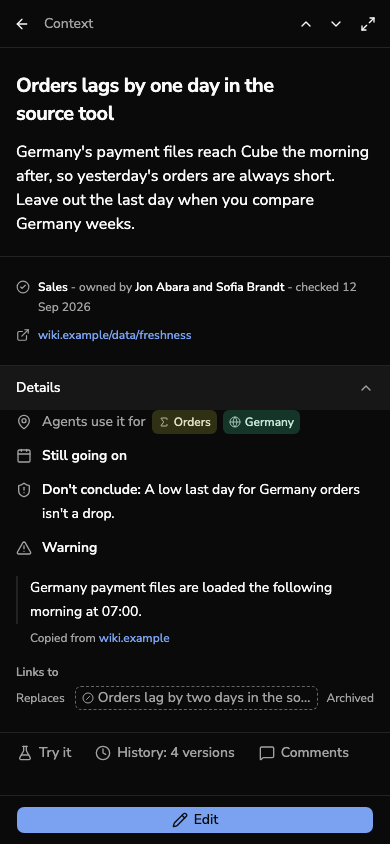 Context
Orders lags by one day in the
source tool
Germany's payment files reach Cube the morning
after, so yesterday's orders are always short.
Leave out the last day when you compare
Germany weeks.
Sales - owned by Jon Abara and Sofia Brandt - checked 12
Sep 2026
wiki.example/data/freshness
Details
Agents use it for Orders Germany
Still going on
Don't conclude: A low last day for Germany orders
isn't a drop.
Warning
Germany payment files are loaded the following
morning at 07:00.
Copied from wiki.example
Links to
Replaces Orders lag by two days in the so... Archived
Try it History: 4 versions Comments
Edit